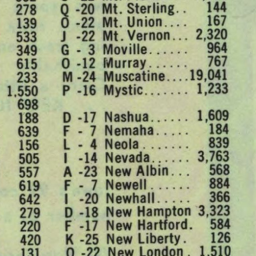 278 Q -20 Mt. Sterling.. 144
139 O -22 Mt. Union.... 167
533 J -22 Mt. Vernon... 2,320
349 G - 3 Moville...... 964
615 O -12 Murray....... 767
233 M -24 Muscatine....19,041
1,550 P -16 Mystic....... 1,233
698
188 D -17 Nashua...... 1,609
639 F - 7 Nemaha..... 184
156 L - 4 Neola........ 839
505 I -14 Nevada...... 3,763
557 A -23 New Albin... 568
619 F - 7 Newell....... 884
642 I -20 Newhall..... 366
279 D -18 New Hampton 3,323
220 F -17 New Hartford. 584
420 K -25 New Liberty. 126
131 O -22 New London. 1,510